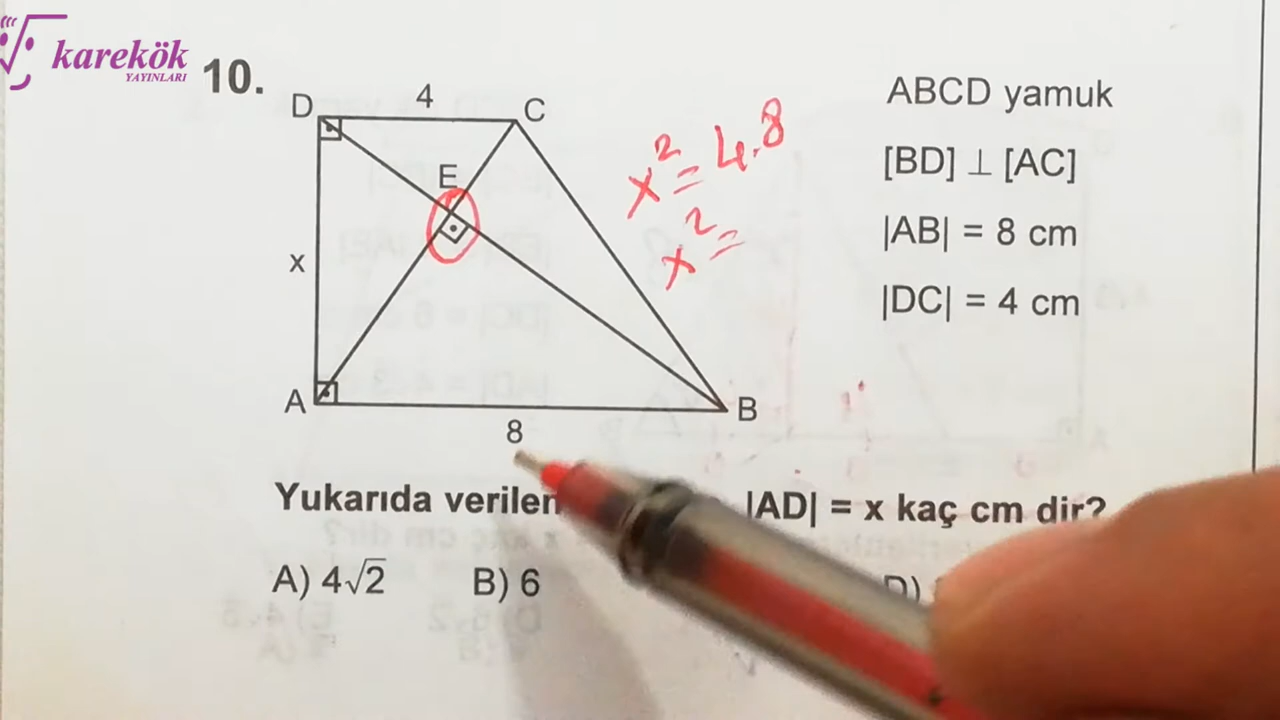 karekök
YAYINLARI
10.
D 4 C
E
x
A B
8
x² = 4.8
x² =
ABCD yamuk
[BD] ⊥ [AC]
|AB| = 8 cm
|DC| = 4 cm
Yukarıda verilen |AD| = x kaç cm dir?
A) 4√2 B) 6 D)